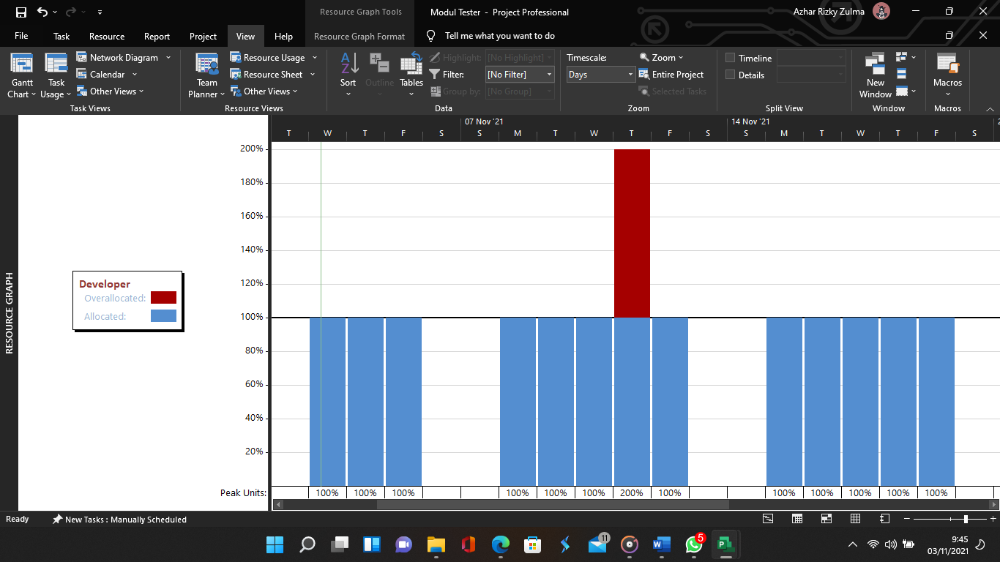 Resource Graph Tools
Modul Tester - Project Professional
Azhar Rizky Zulma
File Task Resource Report Project View Help Resource Graph Format Tell me what you want to do
Gantt Chart
Task Usage
Network Diagram
Calendar
Other Views
Task Views
Team Planner
Resource Usage
Resource Sheet
Other Views
Resource Views
Sort
Outline
Tables
Highlight: [No Highlight]
Filter: [No Filter]
Group by: [No Group]
Data
Timescale:
Days
Zoom
Entire Project
Selected Tasks
Zoom
Timeline
Details
Split View
New Window
Window
Macros
Macros
07 Nov '21 14 Nov '21 2
T W T F S S M T W T F S S M T W T F S
RESOURCE GRAPH
Developer
Overallocated:
Allocated:
200%
180%
160%
140%
120%
100%
80%
60%
40%
20%
Peak Units: 100% 100% 100% 100% 100% 100% 200% 100% 100% 100% 100% 100% 100%
Ready New Tasks : Manually Scheduled
11
5
9:45
03/11/2021